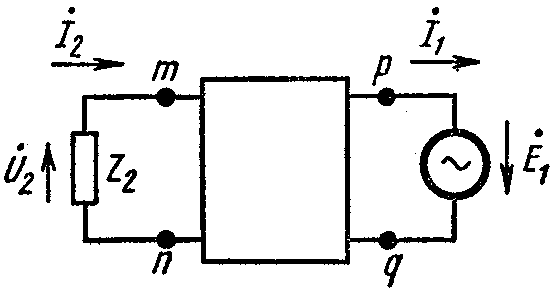 İ₂ İ₁
m p
U̇₂ Z₂ ~ Ė₁
n q